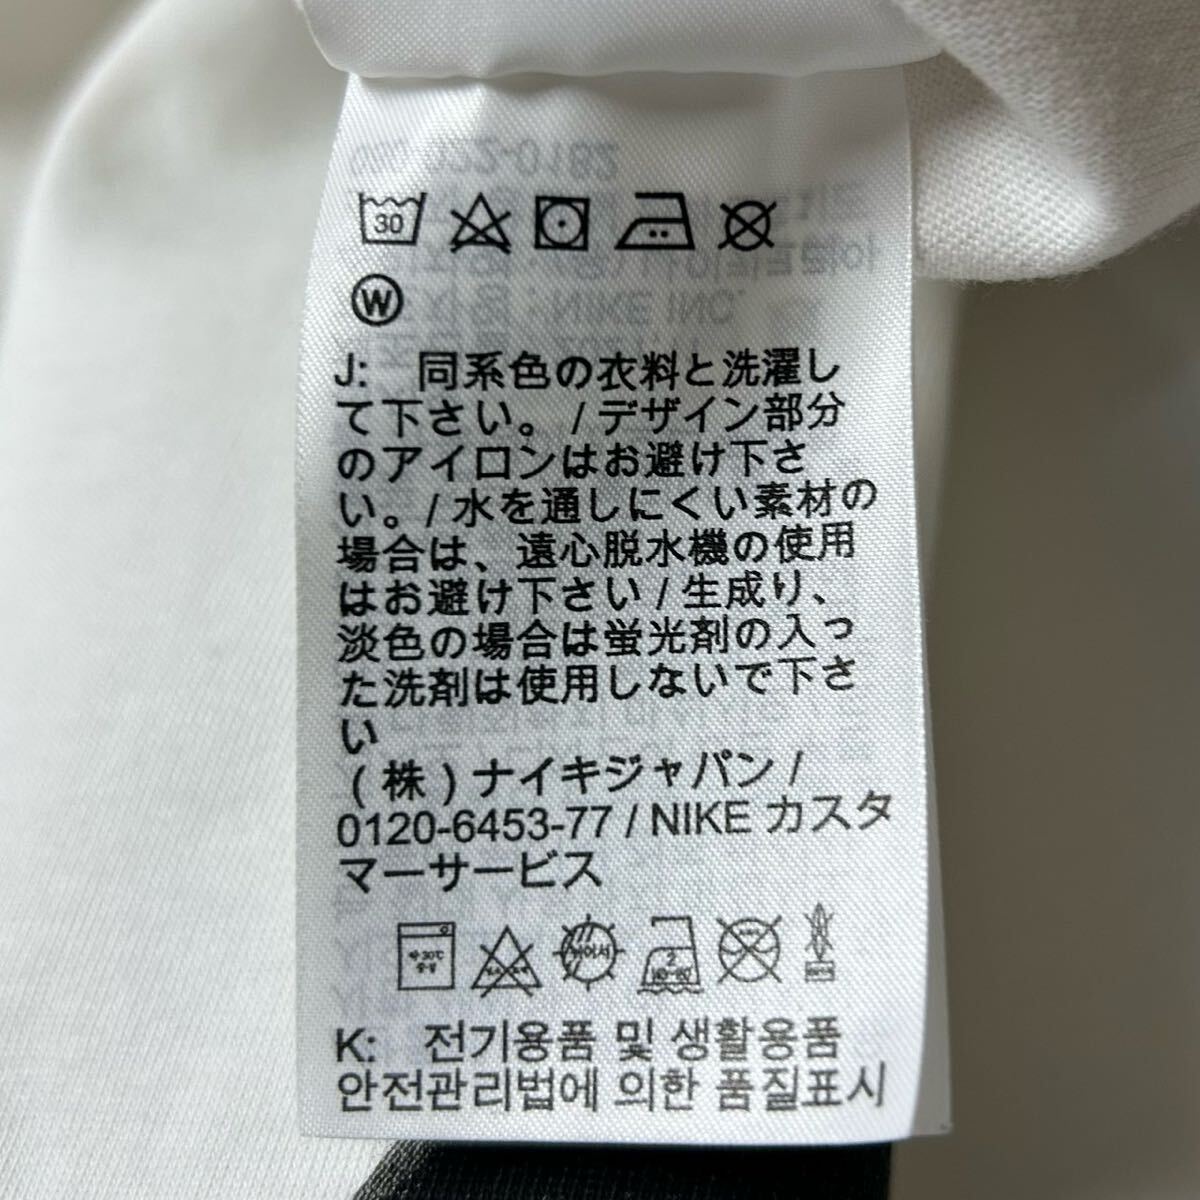 30
W
J: 同系色の衣料と洗濯し
て下さい。/ デザイン部分
のアイロンはお避け下さ
い。/ 水を通しにくい素材の
場合は、遠心脱水機の使用
はお避け下さい / 生成り、
淡色の場合は蛍光剤の入っ
た洗剤は使用しないで下さ
い
(株)ナイキジャパン /
0120-6453-77 / NIKE カスタ
マーサービス
K: 전기용품 및 생활용품
안전관리법에 의한 품질표시